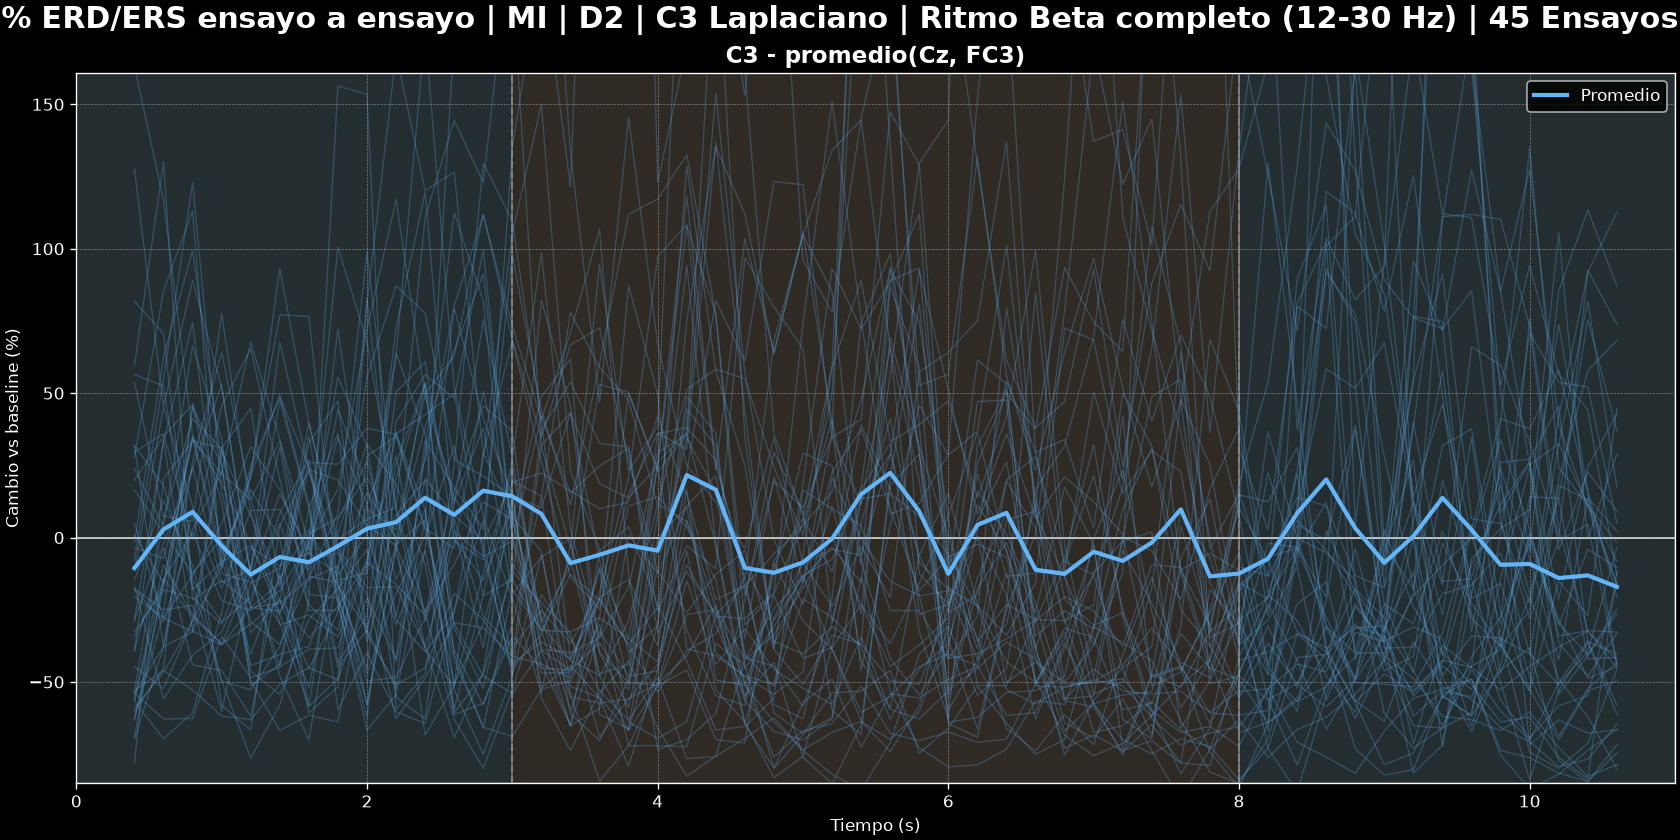 % ERD/ERS ensayo a ensayo | MI | D2 | C3 Laplaciano | Ritmo Beta completo (12-30 Hz) | 45 Ensayos
C3 - promedio(Cz, FC3)
Promedio
Cambio vs baseline (%)
150
100
50
0
−50
0 2 4 6 8 10
Tiempo (s)